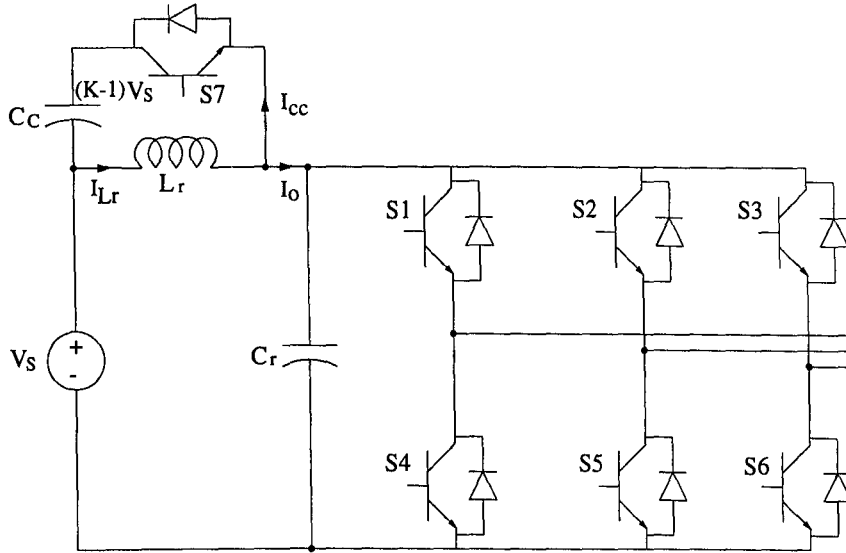 (K-1)VS
S7
CC
ICC
ILr
Lr
IO
S1
S2
S3
VS
+
-
Cr
S4
S5
S6